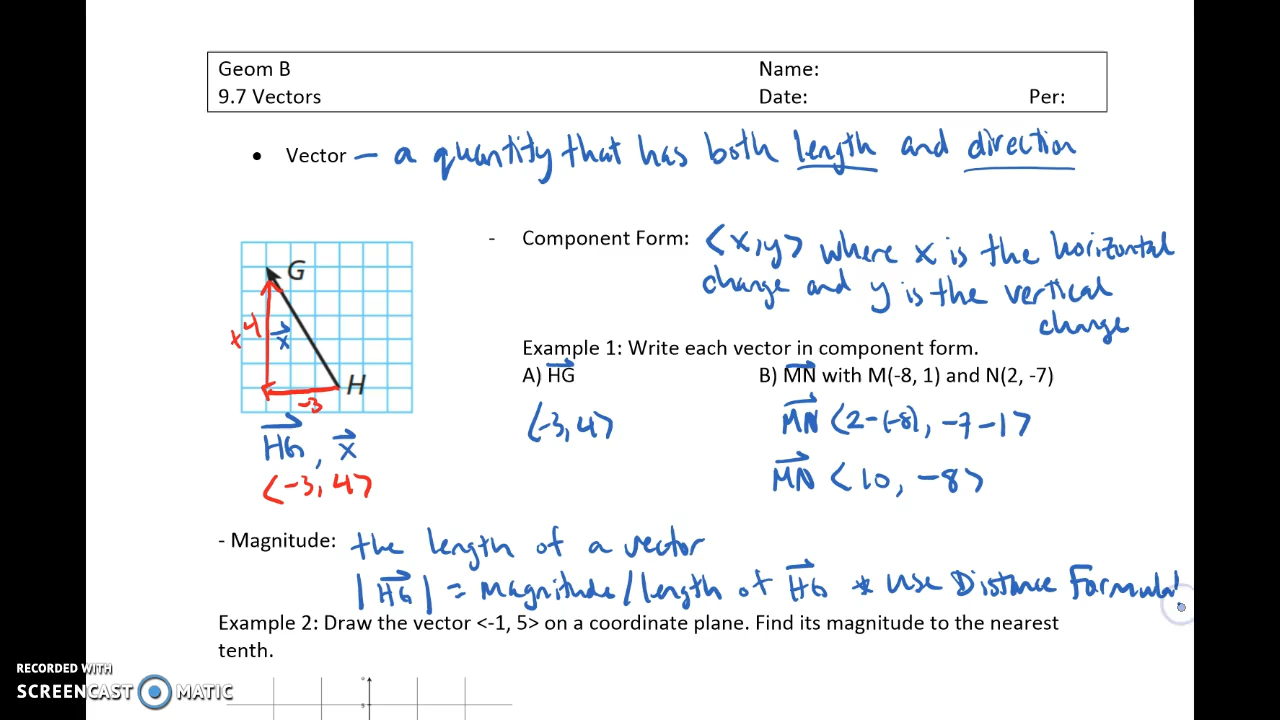 Geom B Name:
9.7 Vectors Date: Per:
• Vector – a quantity that has both length and direction
- Component Form: <x,y> where x is the horizontal
change and y is the vertical
change
G
x 4
x
H
-3
HG, x
<-3, 4>
Example 1: Write each vector in component form.
A) HG B) MN with M(-8, 1) and N(2, -7)
<-3, 4> MN <2-(-8), -7-1>
MN <10, -8>
- Magnitude: the length of a vector
|HG| = Magnitude/length of HG * Use Distance Formula
Example 2: Draw the vector <-1, 5> on a coordinate plane. Find its magnitude to the nearest
tenth.
RECORDED WITH
SCREENCAST MATIC